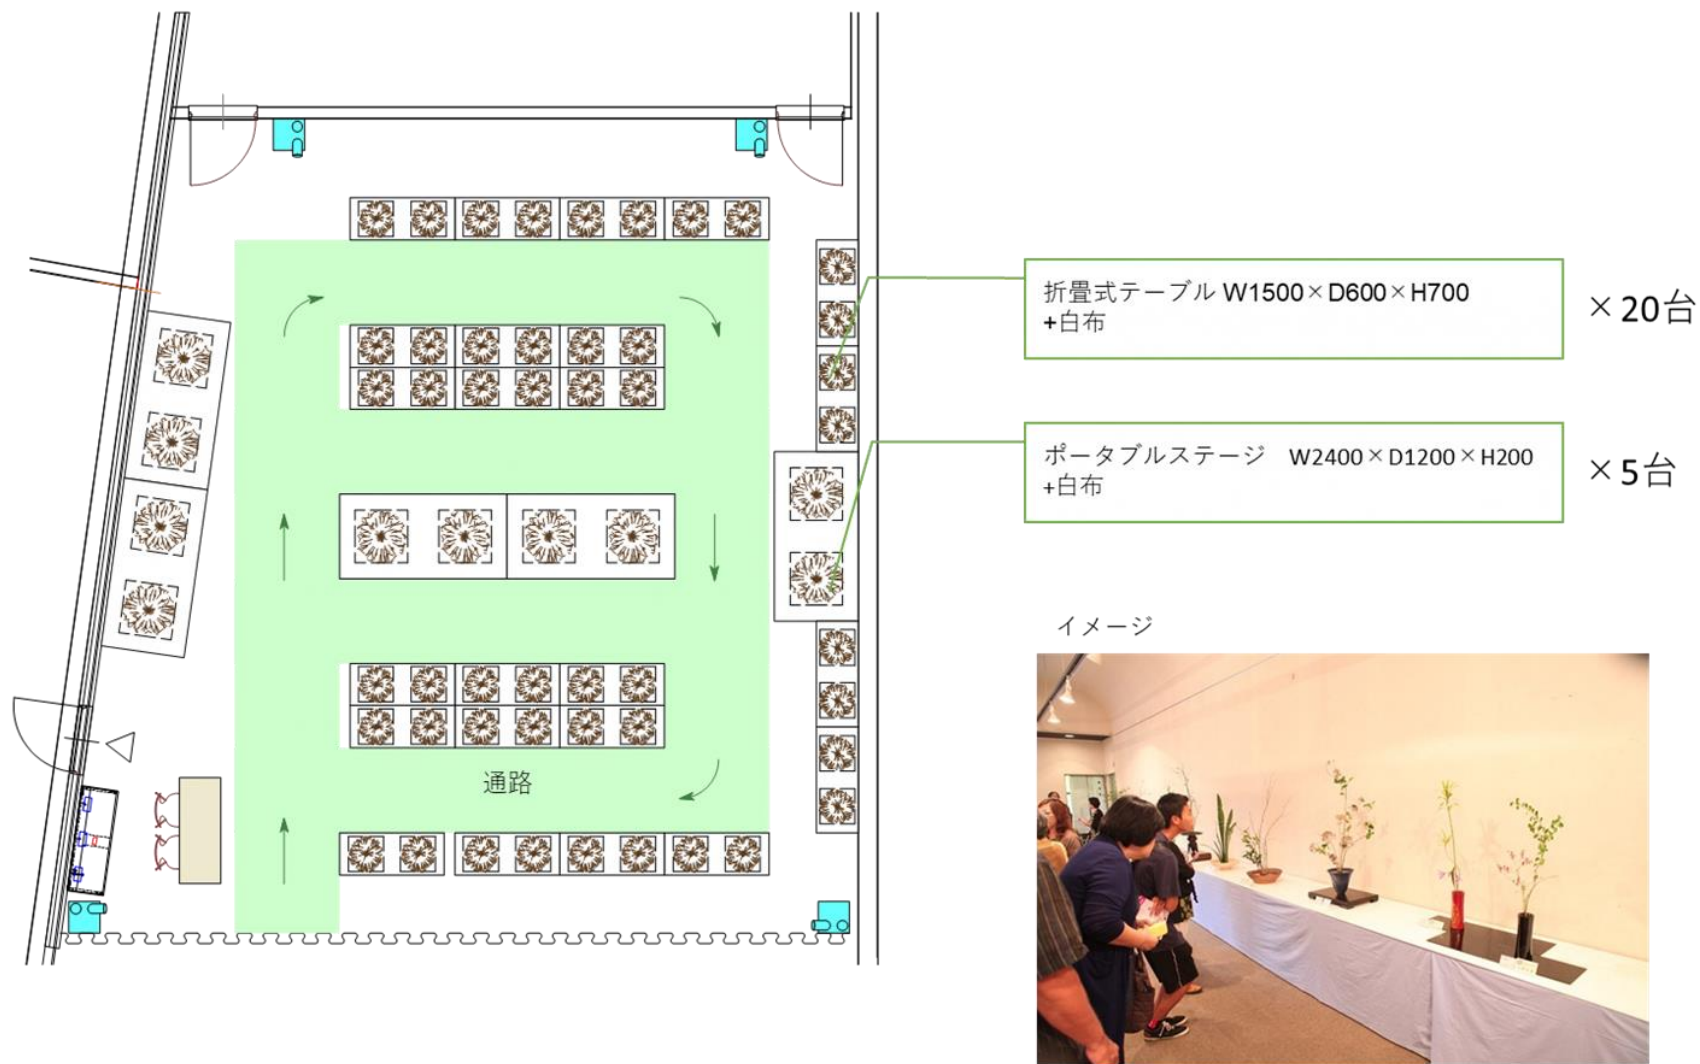 折畳式テーブル W1500×D600×H700
+白布
×20台
ポータブルステージ　W2400×D1200×H200
+白布
×5台
イメージ
通路